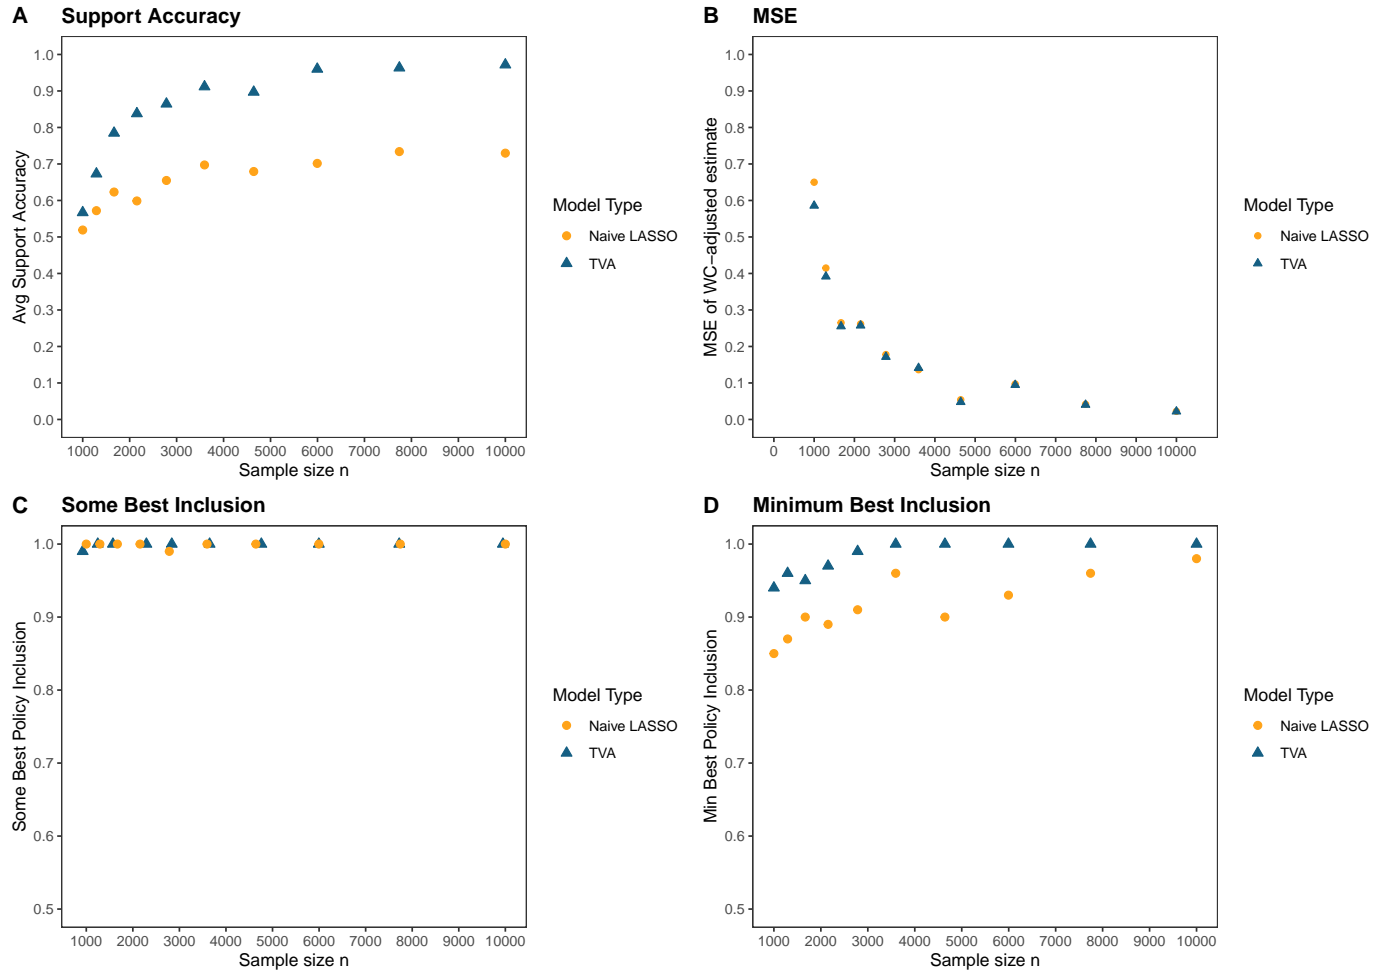 A Support Accuracy
1.0
0.9
0.8
0.7
0.6
0.5
0.4
0.3
0.2
0.1
0.0
Avg Support Accuracy
1000 2000 3000 4000 5000 6000 7000 8000 9000 10000
Sample size n
Model Type
Naive LASSO
TVA
B MSE
1.0
0.9
0.8
0.7
0.6
0.5
0.4
0.3
0.2
0.1
0.0
MSE of WC−adjusted estimate
0 1000 2000 3000 4000 5000 6000 7000 8000 9000 10000
Sample size n
Model Type
Naive LASSO
TVA
C Some Best Inclusion
1.0
0.9
0.8
0.7
0.6
0.5
Some Best Policy Inclusion
1000 2000 3000 4000 5000 6000 7000 8000 9000 10000
Sample size n
Model Type
Naive LASSO
TVA
D Minimum Best Inclusion
1.0
0.9
0.8
0.7
0.6
0.5
Min Best Policy Inclusion
1000 2000 3000 4000 5000 6000 7000 8000 9000 10000
Sample size n
Model Type
Naive LASSO
TVA